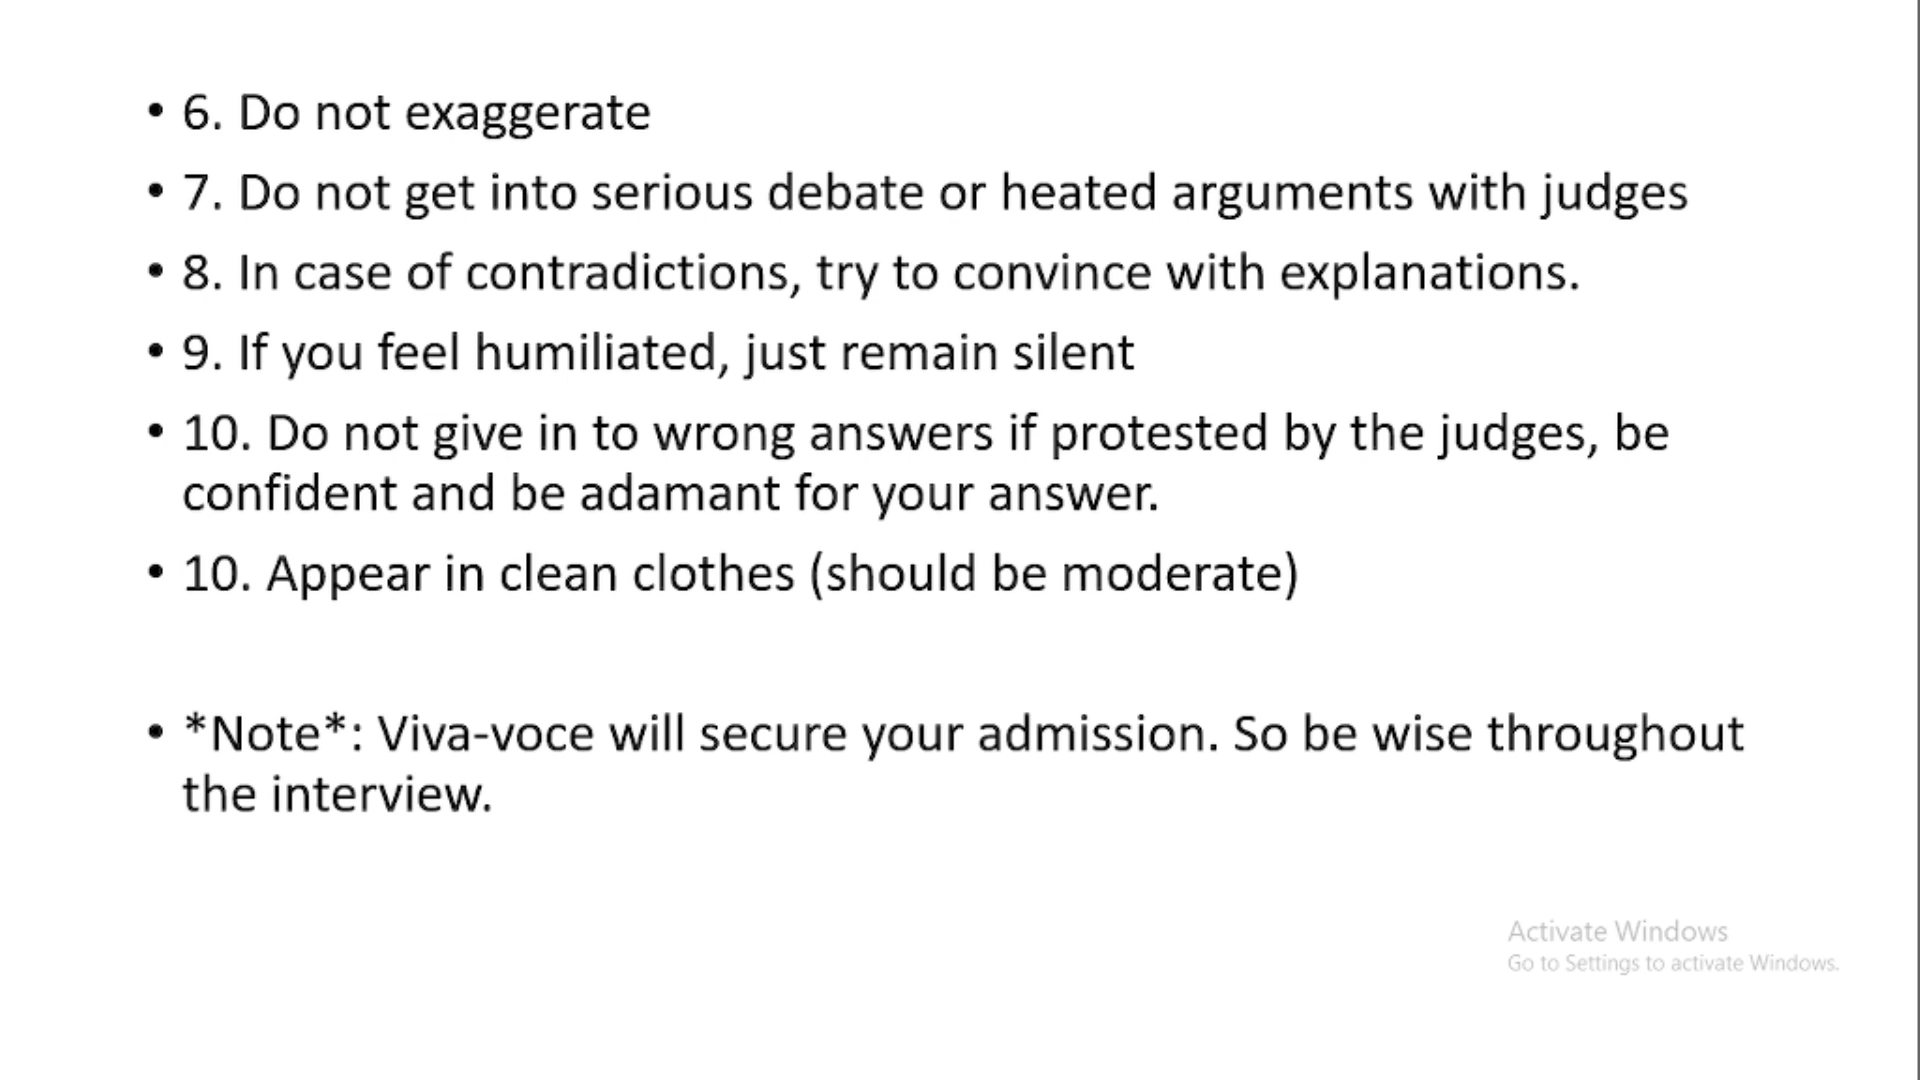 • 6. Do not exaggerate
• 7. Do not get into serious debate or heated arguments with judges
• 8. In case of contradictions, try to convince with explanations.
• 9. If you feel humiliated, just remain silent
• 10. Do not give in to wrong answers if protested by the judges, be
confident and be adamant for your answer.
• 10. Appear in clean clothes (should be moderate)
• *Note*: Viva-voce will secure your admission. So be wise throughout
the interview.
Activate Windows
Go to Settings to activate Windows.